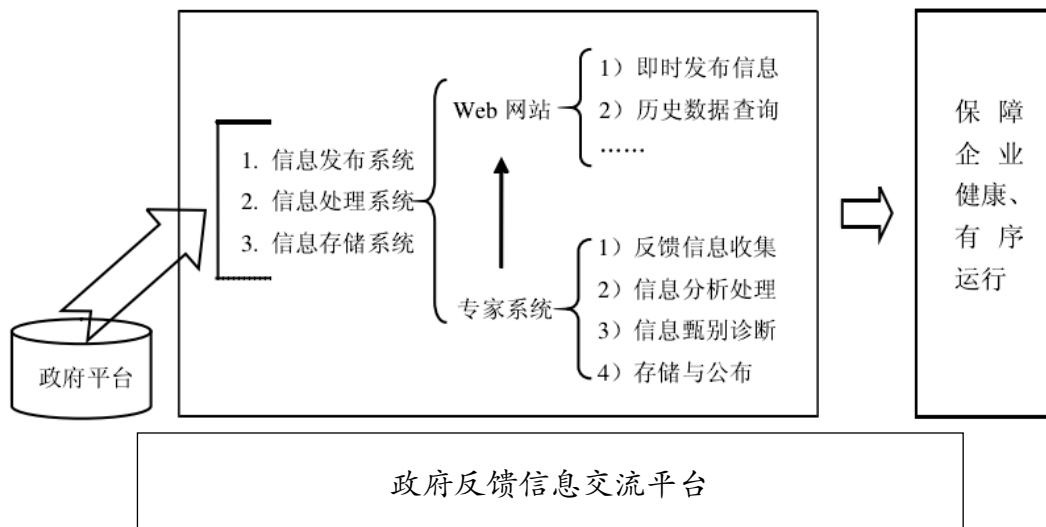 政府平台
1. 信息发布系统
2. 信息处理系统
3. 信息存储系统
Web 网站
1）即时发布信息
2）历史数据查询
……
专家系统
1）反馈信息收集
2）信息分析处理
3）信息甄别诊断
4）存储与公布
保障
企业
健康、
有序
运行
政府反馈信息交流平台